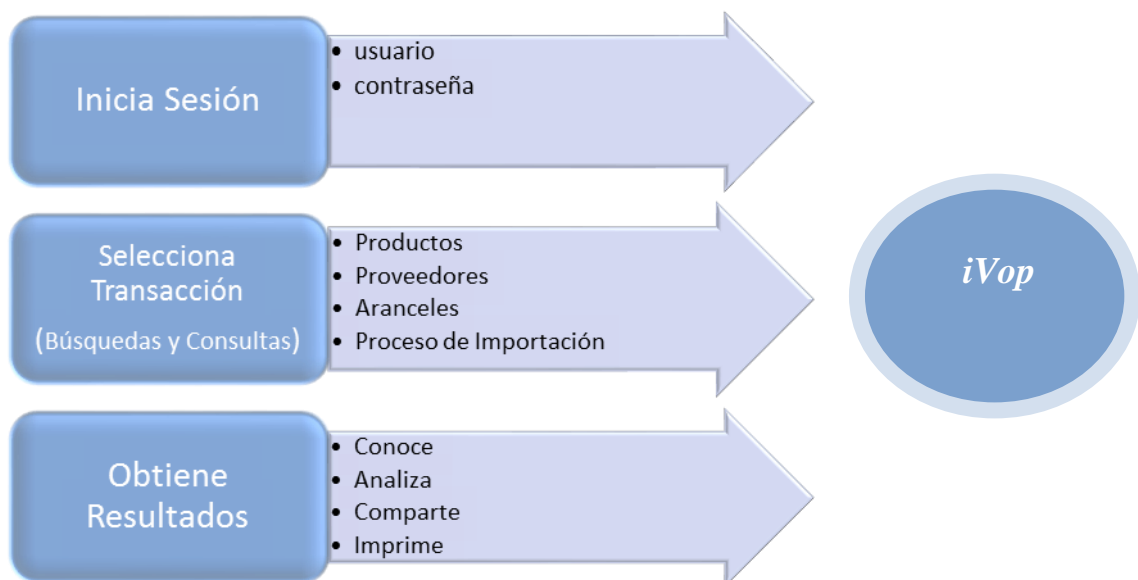 Inicia Sesión
• usuario
• contraseña
Selecciona
Transacción
(Búsquedas y Consultas)
• Productos
• Proveedores
• Aranceles
• Proceso de Importación
Obtiene
Resultados
• Conoce
• Analiza
• Comparte
• Imprime
iVop